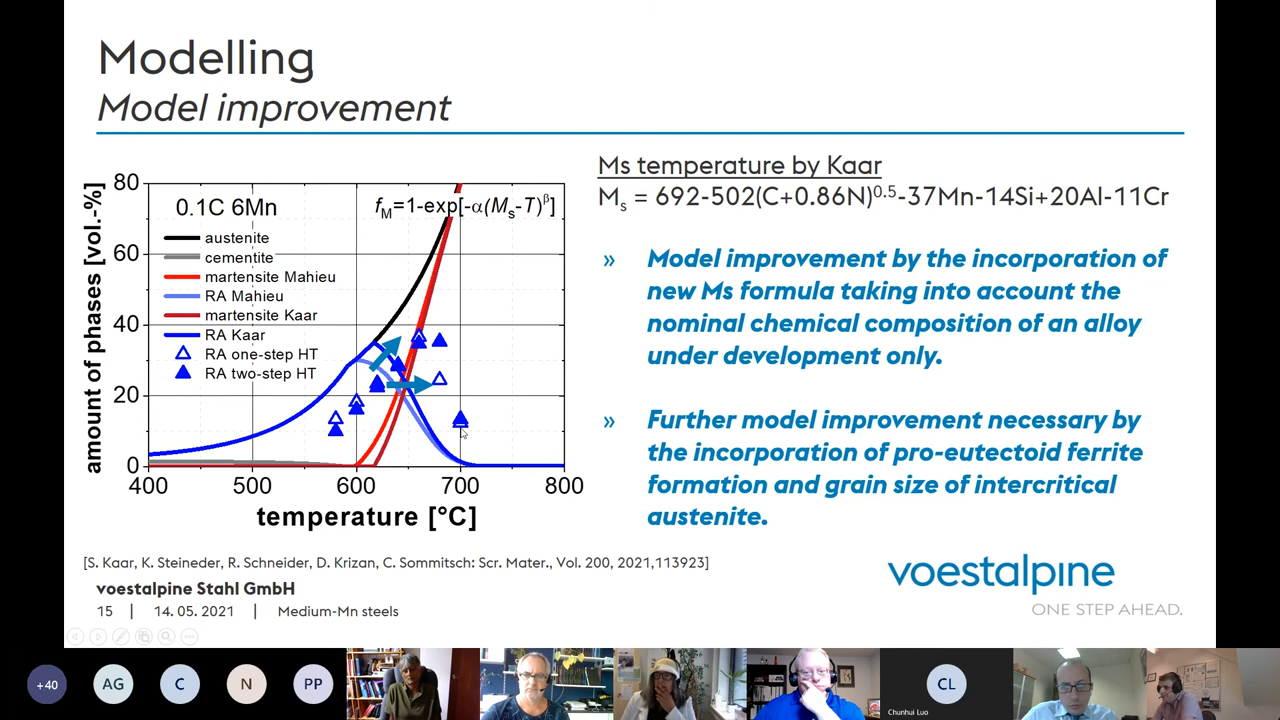 Modelling
Model improvement
80
60
40
20
0
400
500
600
700
800
amount of phases [vol.-%]
temperature [°C]
0.1C 6Mn
fM=1-exp[-α(Ms-T)^β]
austenite
cementite
martensite Mahieu
RA Mahieu
martensite Kaar
RA Kaar
RA one-step HT
RA two-step HT
Ms temperature by Kaar
Ms = 692-502(C+0.86N)^0.5-37Mn-14Si+20Al-11Cr
» Model improvement by the incorporation of
new Ms formula taking into account the
nominal chemical composition of an alloy
under development only.
» Further model improvement necessary by
the incorporation of pro-eutectoid ferrite
formation and grain size of intercritical
austenite.
[S. Kaar, K. Steineder, R. Schneider, D. Krizan, C. Sommitsch: Scr. Mater., Vol. 200, 2021,113923]
voestalpine Stahl GmbH
15 | 14. 05. 2021 | Medium-Mn steels
voestalpine
ONE STEP AHEAD.
+40
AG
C
N
PP
CL
Chunhui Luo